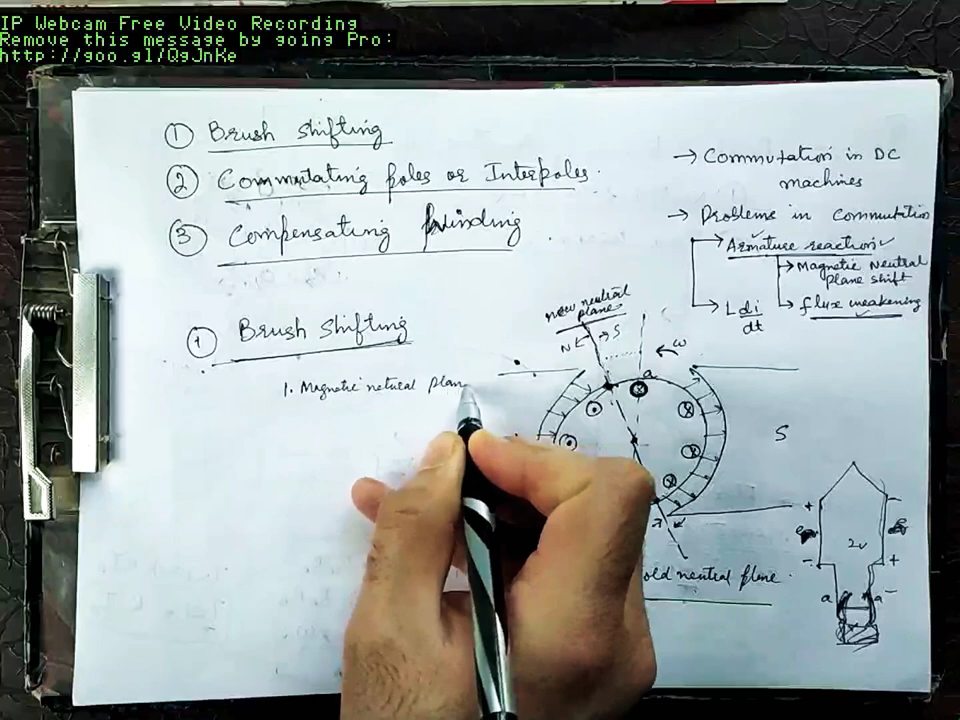 IP Webcam Free Video Recording
Remove this message by going Pro:
http://goo.gl/QgJnKe
① Brush shifting
② Commutating poles or Interpoles.
③ Compensating winding
→ Commutation in DC
machines
→ Problems in commutation
→ Armature reaction
→ Magnetic Neutral
plane shift
→ flux weakening
L di/dt
① Brush shifting
1. Magnetic netural plan
new neutral
plane
N
S
ω
a
S
old neutral plane.
+ -
2v
- +
a a